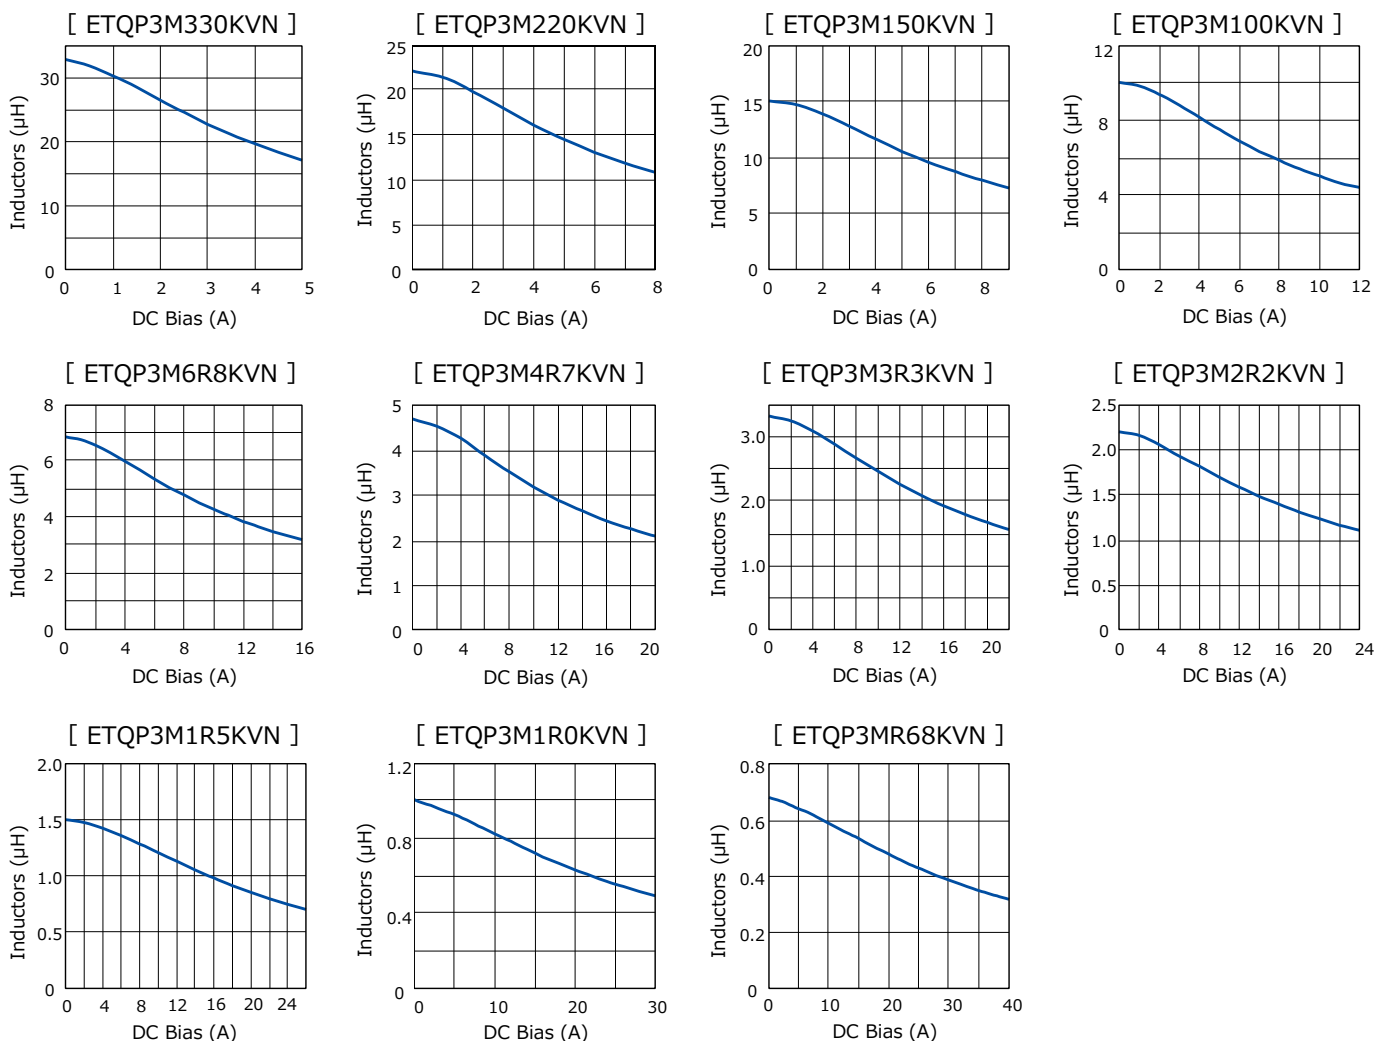 [ ETQP3M330KVN ]
Inductors (μH)
30
20
10
0
0 1 2 3 4 5
DC Bias (A)
[ ETQP3M220KVN ]
Inductors (μH)
25
20
15
10
5
0
2 4 6 8
DC Bias (A)
[ ETQP3M150KVN ]
Inductors (μH)
20
15
10
5
0
0 2 4 6 8
DC Bias (A)
[ ETQP3M100KVN ]
Inductors (μH)
12
10
8
6
4
0
0 2 4 6 8 10 12
DC Bias (A)
[ ETQP3M6R8KVN ]
Inductors (μH)
8
6
4
2
0
0 4 8 12 16
DC Bias (A)
[ ETQP3M4R7KVN ]
Inductors (μH)
5
4
3
2
1
0
0 4 8 12 16 20
DC Bias (A)
[ ETQP3M3R3KVN ]
Inductors (μH)
3.0
2.0
1.0
0
0 4 8 12 16 20
DC Bias (A)
[ ETQP3M2R2KVN ]
Inductors (μH)
2.5
2.0
1.5
1.0
0.5
0
0 4 8 12 16 20 24
DC Bias (A)
[ ETQP3M1R5KVN ]
Inductors (μH)
2.0
1.5
1.0
0.5
0
0 4 8 12 16 20 24
DC Bias (A)
[ ETQP3M1R0KVN ]
Inductors (μH)
1.2
0.8
0.4
0
0 10 20 30
DC Bias (A)
[ ETQP3MR68KVN ]
Inductors (μH)
0.8
0.6
0.4
0.2
0
0 10 20 30 40
DC Bias (A)